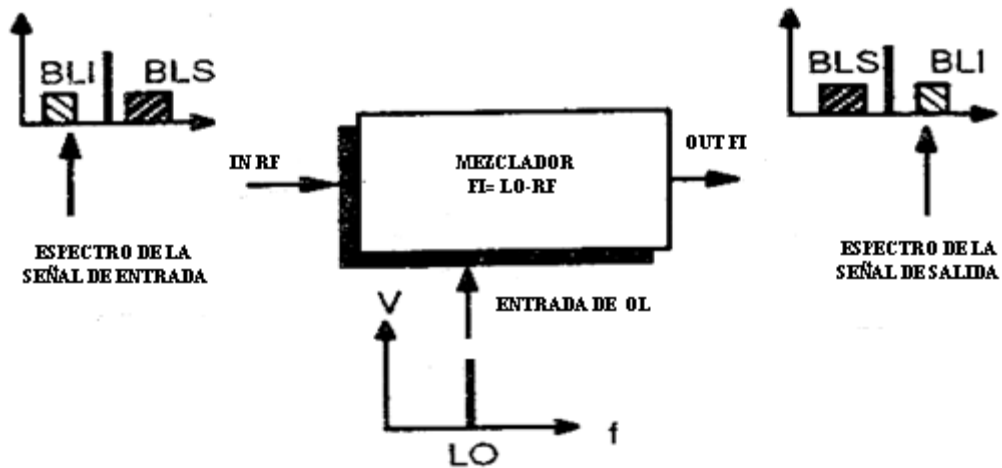 BLI
BLS
BLS
BLI
IN RF
MEZCLADOR
FI= LO-RF
OUT FI
ESPECTRO DE LA
SEÑAL DE ENTRADA
ESPECTRO DE LA
SEÑAL DE SALIDA
V
ENTRADA DE OL
f
LO